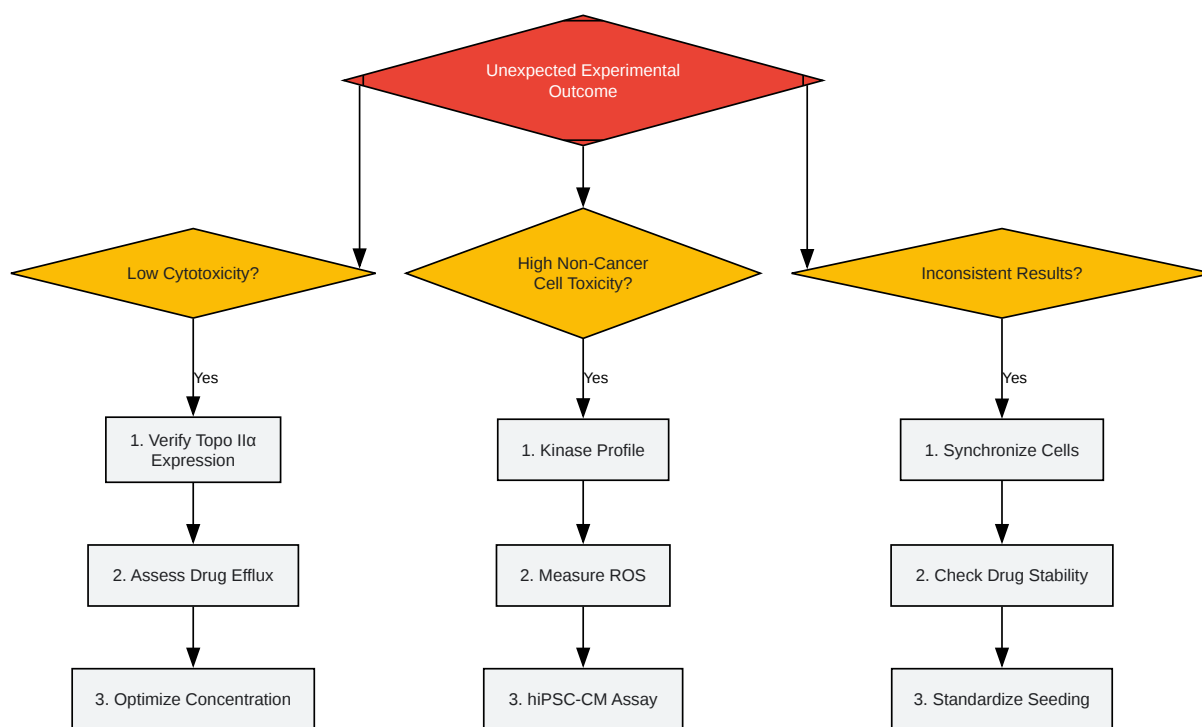 Unexpected Experimental
Outcome
Low Cytotoxicity?
High Non-Cancer
Cell Toxicity?
Inconsistent Results?
Yes
Yes
Yes
1. Verify Topo IIα
Expression
1. Kinase Profile
1. Synchronize Cells
2. Assess Drug Efflux
2. Measure ROS
2. Check Drug Stability
3. Optimize Concentration
3. hiPSC-CM Assay
3. Standardize Seeding